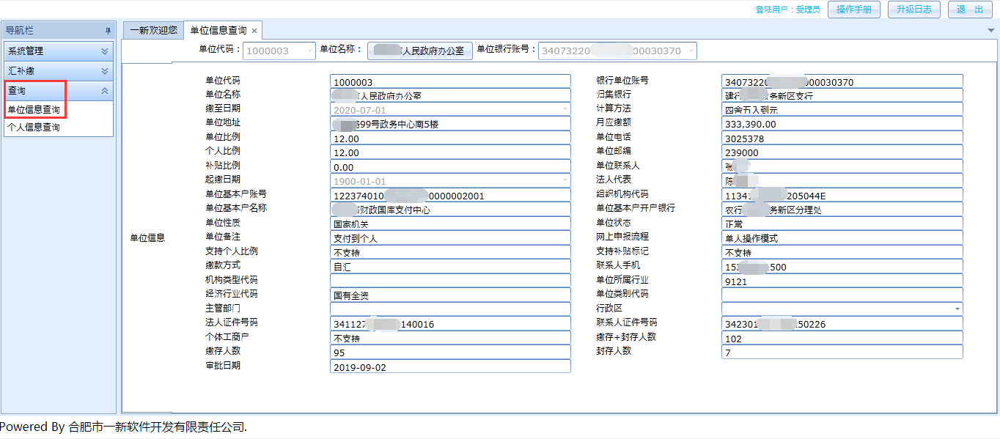 登陆用户：受理员 操作手册 升级日志 退 出
导航栏 一新欢迎您 单位信息查询
系统管理
汇补缴
查询
单位信息查询
个人信息查询
单位代码： 1000003 单位名称： 人民政府办公室 单位银行账号： 34073220 00030370
单位信息
单位代码 1000003 银行单位账号 34073220 000030370
单位名称 人民政府办公室 归集银行 建行 务新区支行
缴至日期 2020-07-01 计算方法 四舍五入到元
单位地址 路99号政务中心南5楼 月应缴额 333,390.00
单位比例 12.00 单位电话 3025378
个人比例 12.00 单位邮编 239000
补贴比例 0.00 单位联系人 张
起缴日期 1900-01-01 法人代表 陈
单位基本户账号 122374010 0000002001 组织机构代码 11341 205044E
单位基本户名称 财政国库支付中心 单位基本户开户银行 农行 务新区分理处
单位性质 国家机关 单位状态 正常
单位备注 支付到个人 网上申报流程 单人操作模式
支持个人比例 不支持 支持补贴标记 不支持
缴款方式 自汇 联系人手机 153 500
机构类型代码 单位所属行业 9121
经济行业代码 国有全资 单位类别代码
主管部门 行政区
法人证件号码 341127 140016 联系人证件号码 342301 50226
个体工商户 不支持 缴存+封存人数 102
缴存人数 95 封存人数 7
审批日期 2019-09-02
Powered By 合肥市一新软件开发有限责任公司.